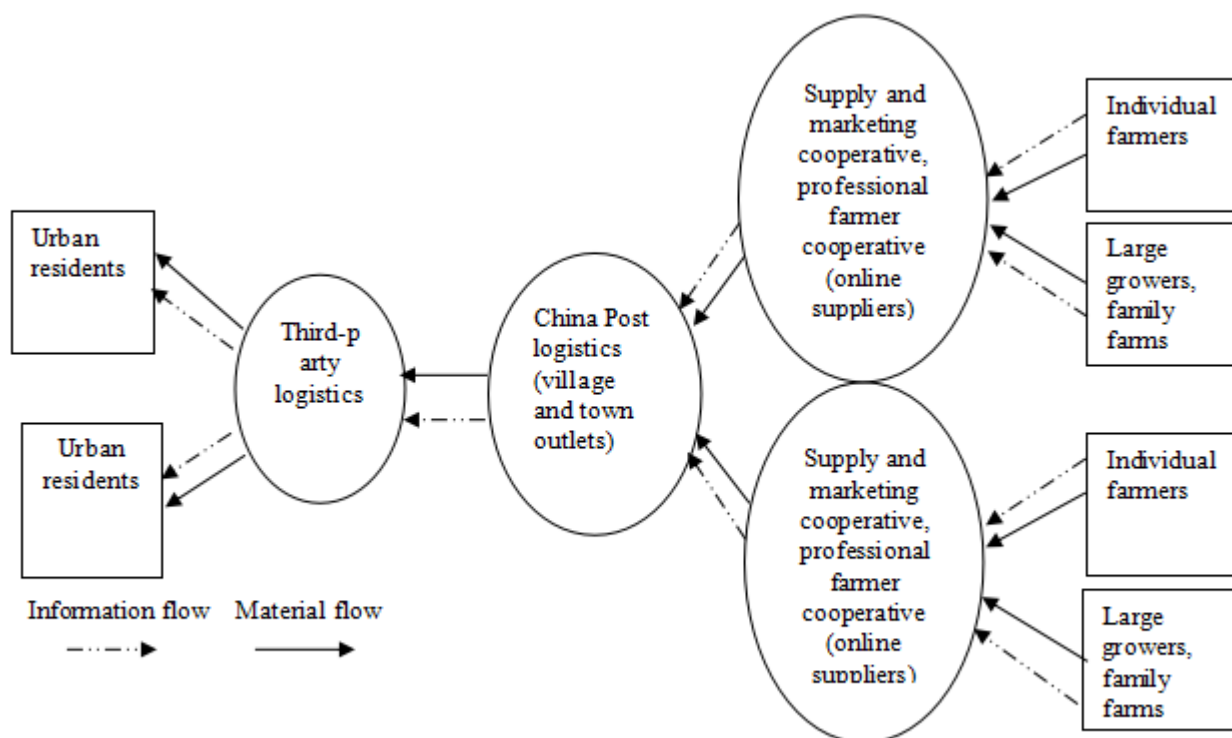 Urban
residents
Urban
residents
Information flow
Material flow
Third-p
arty
logistics
China Post
logistics
(village
and town
outlets)
Supply and
marketing
cooperative,
professional
farmer
cooperative
(online
suppliers)
Supply and
marketing
cooperative,
professional
farmer
cooperative
(online
suppliers)
Individual
farmers
Large
growers,
family
farms
Individual
farmers
Large
growers,
family
farms